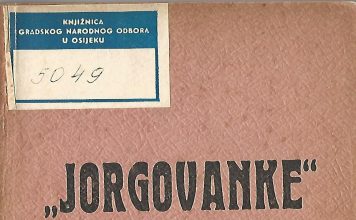 KNJIŽNICA
GRADSKOG NARODNOG ODBORA
U OSIJEKU
5049
„JORGOVANKE“